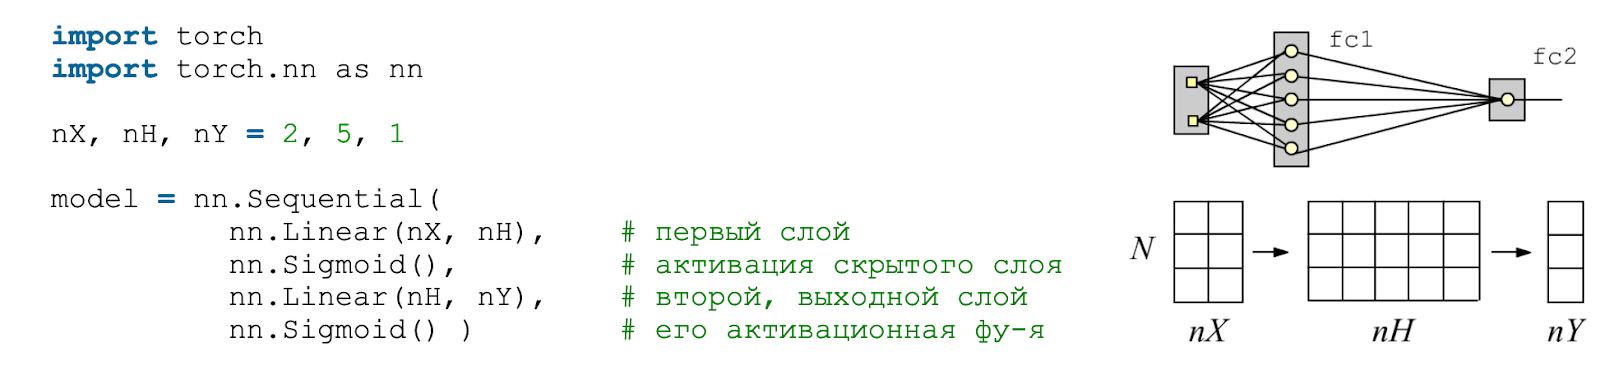 import torch
import torch.nn as nn
nX, nH, nY = 2, 5, 1
model = nn.Sequential(
nn.Linear(nX, nH), # первый слой
nn.Sigmoid(), # активация скрытого слоя
nn.Linear(nH, nY), # второй, выходной слой
nn.Sigmoid() ) # его активационная фу-я
fc1
fc2
N
nX
nH
nY